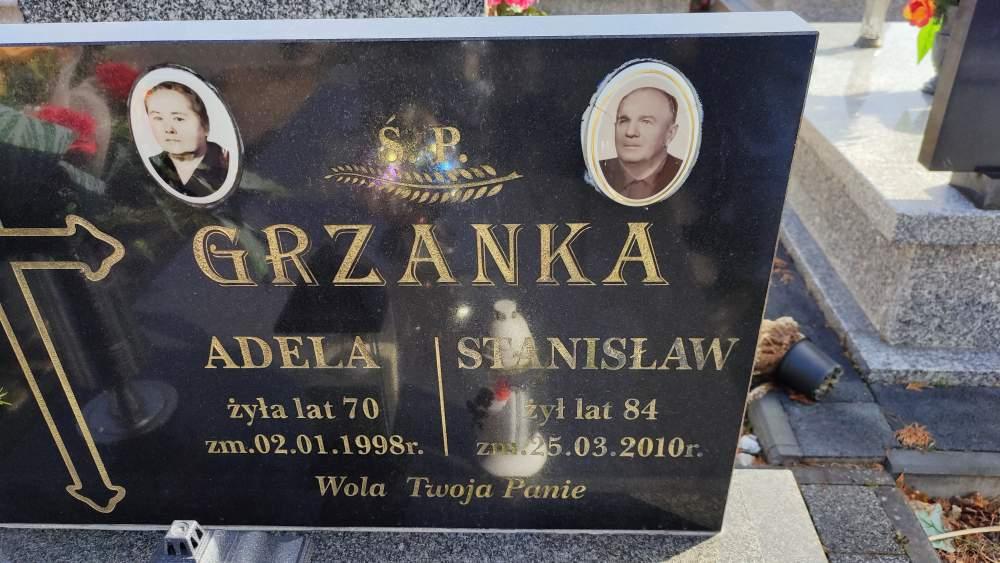 Ś.P.
GRZANKA
ADELA
żyła lat 70
zm.02.01.1998r.
STANISŁAW
żył lat 84
zm.25.03.2010r.
Wola Twoja Panie